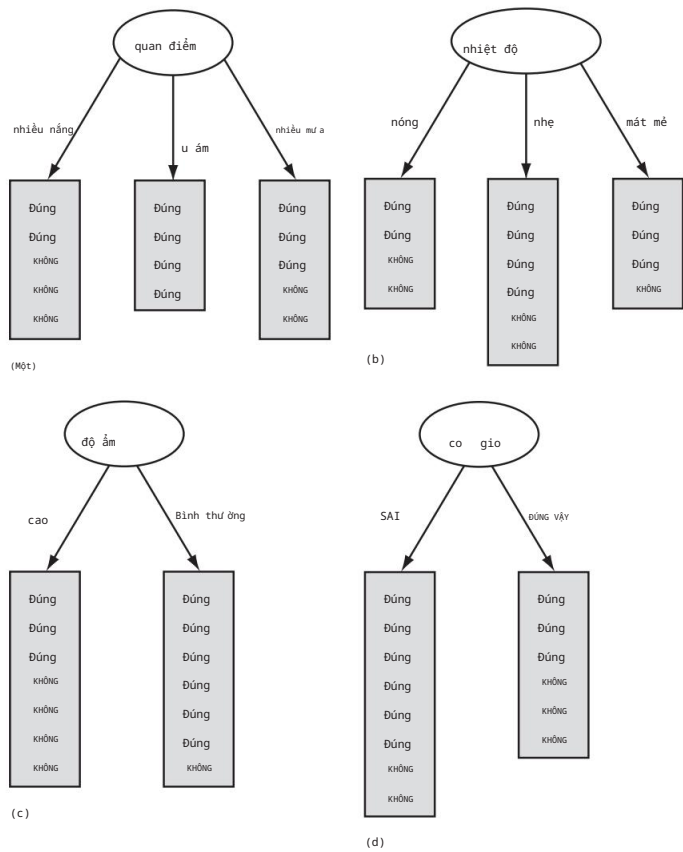 quan điểm
nhiều nắng
u ám
nhiều mưa
Đúng
Đúng
KHÔNG
KHÔNG
KHÔNG
Đúng
Đúng
Đúng
Đúng
Đúng
Đúng
Đúng
KHÔNG
KHÔNG
(Một)
nhiệt độ
nóng
nhẹ
mát mẻ
Đúng
Đúng
KHÔNG
KHÔNG
Đúng
Đúng
Đúng
Đúng
KHÔNG
KHÔNG
Đúng
Đúng
Đúng
KHÔNG
(b)
độ ẩm
cao
Bình thường
Đúng
Đúng
Đúng
KHÔNG
KHÔNG
KHÔNG
KHÔNG
Đúng
Đúng
Đúng
Đúng
Đúng
Đúng
KHÔNG
(c)
co gio
SAI
ĐÚNG VẬY
Đúng
Đúng
Đúng
Đúng
Đúng
Đúng
KHÔNG
KHÔNG
Đúng
Đúng
Đúng
KHÔNG
KHÔNG
KHÔNG
(d)